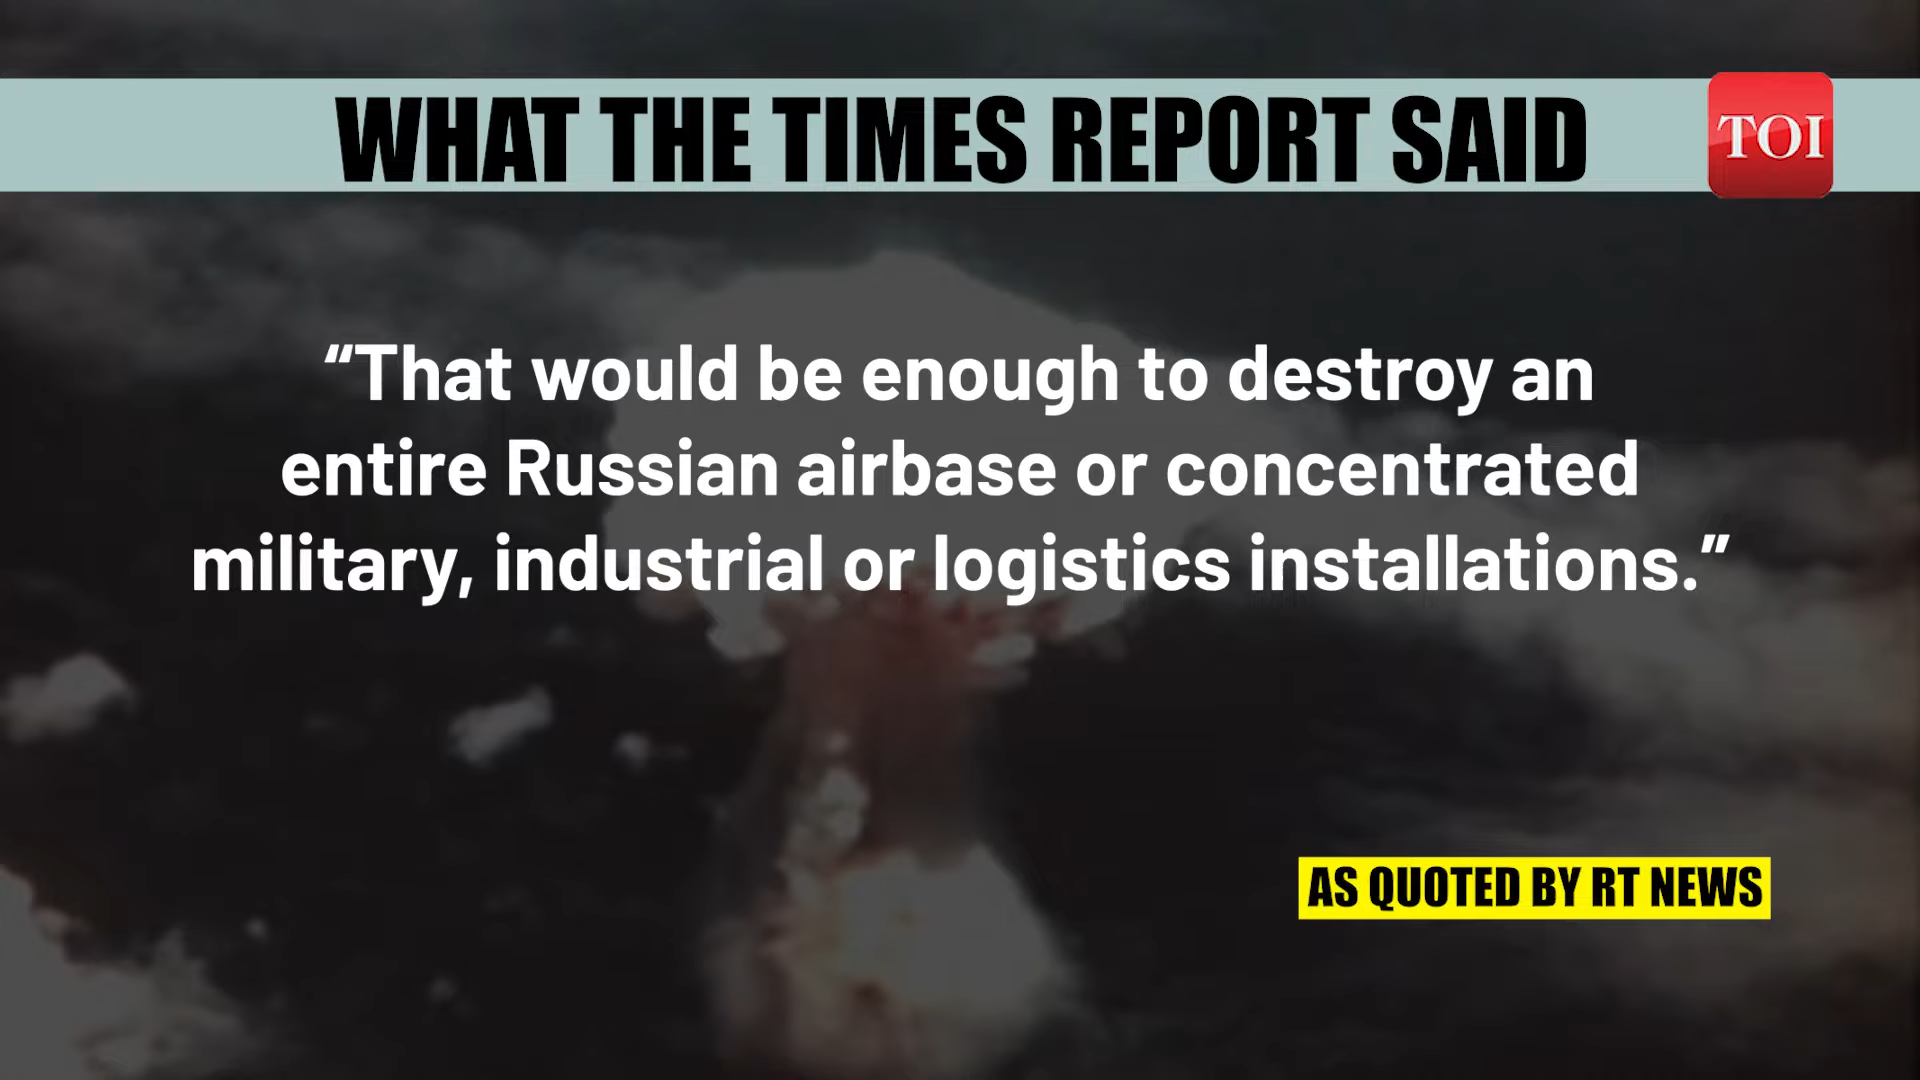 WHAT THE TIMES REPORT SAID
TOI
“That would be enough to destroy an
entire Russian airbase or concentrated
military, industrial or logistics installations.”
AS QUOTED BY RT NEWS